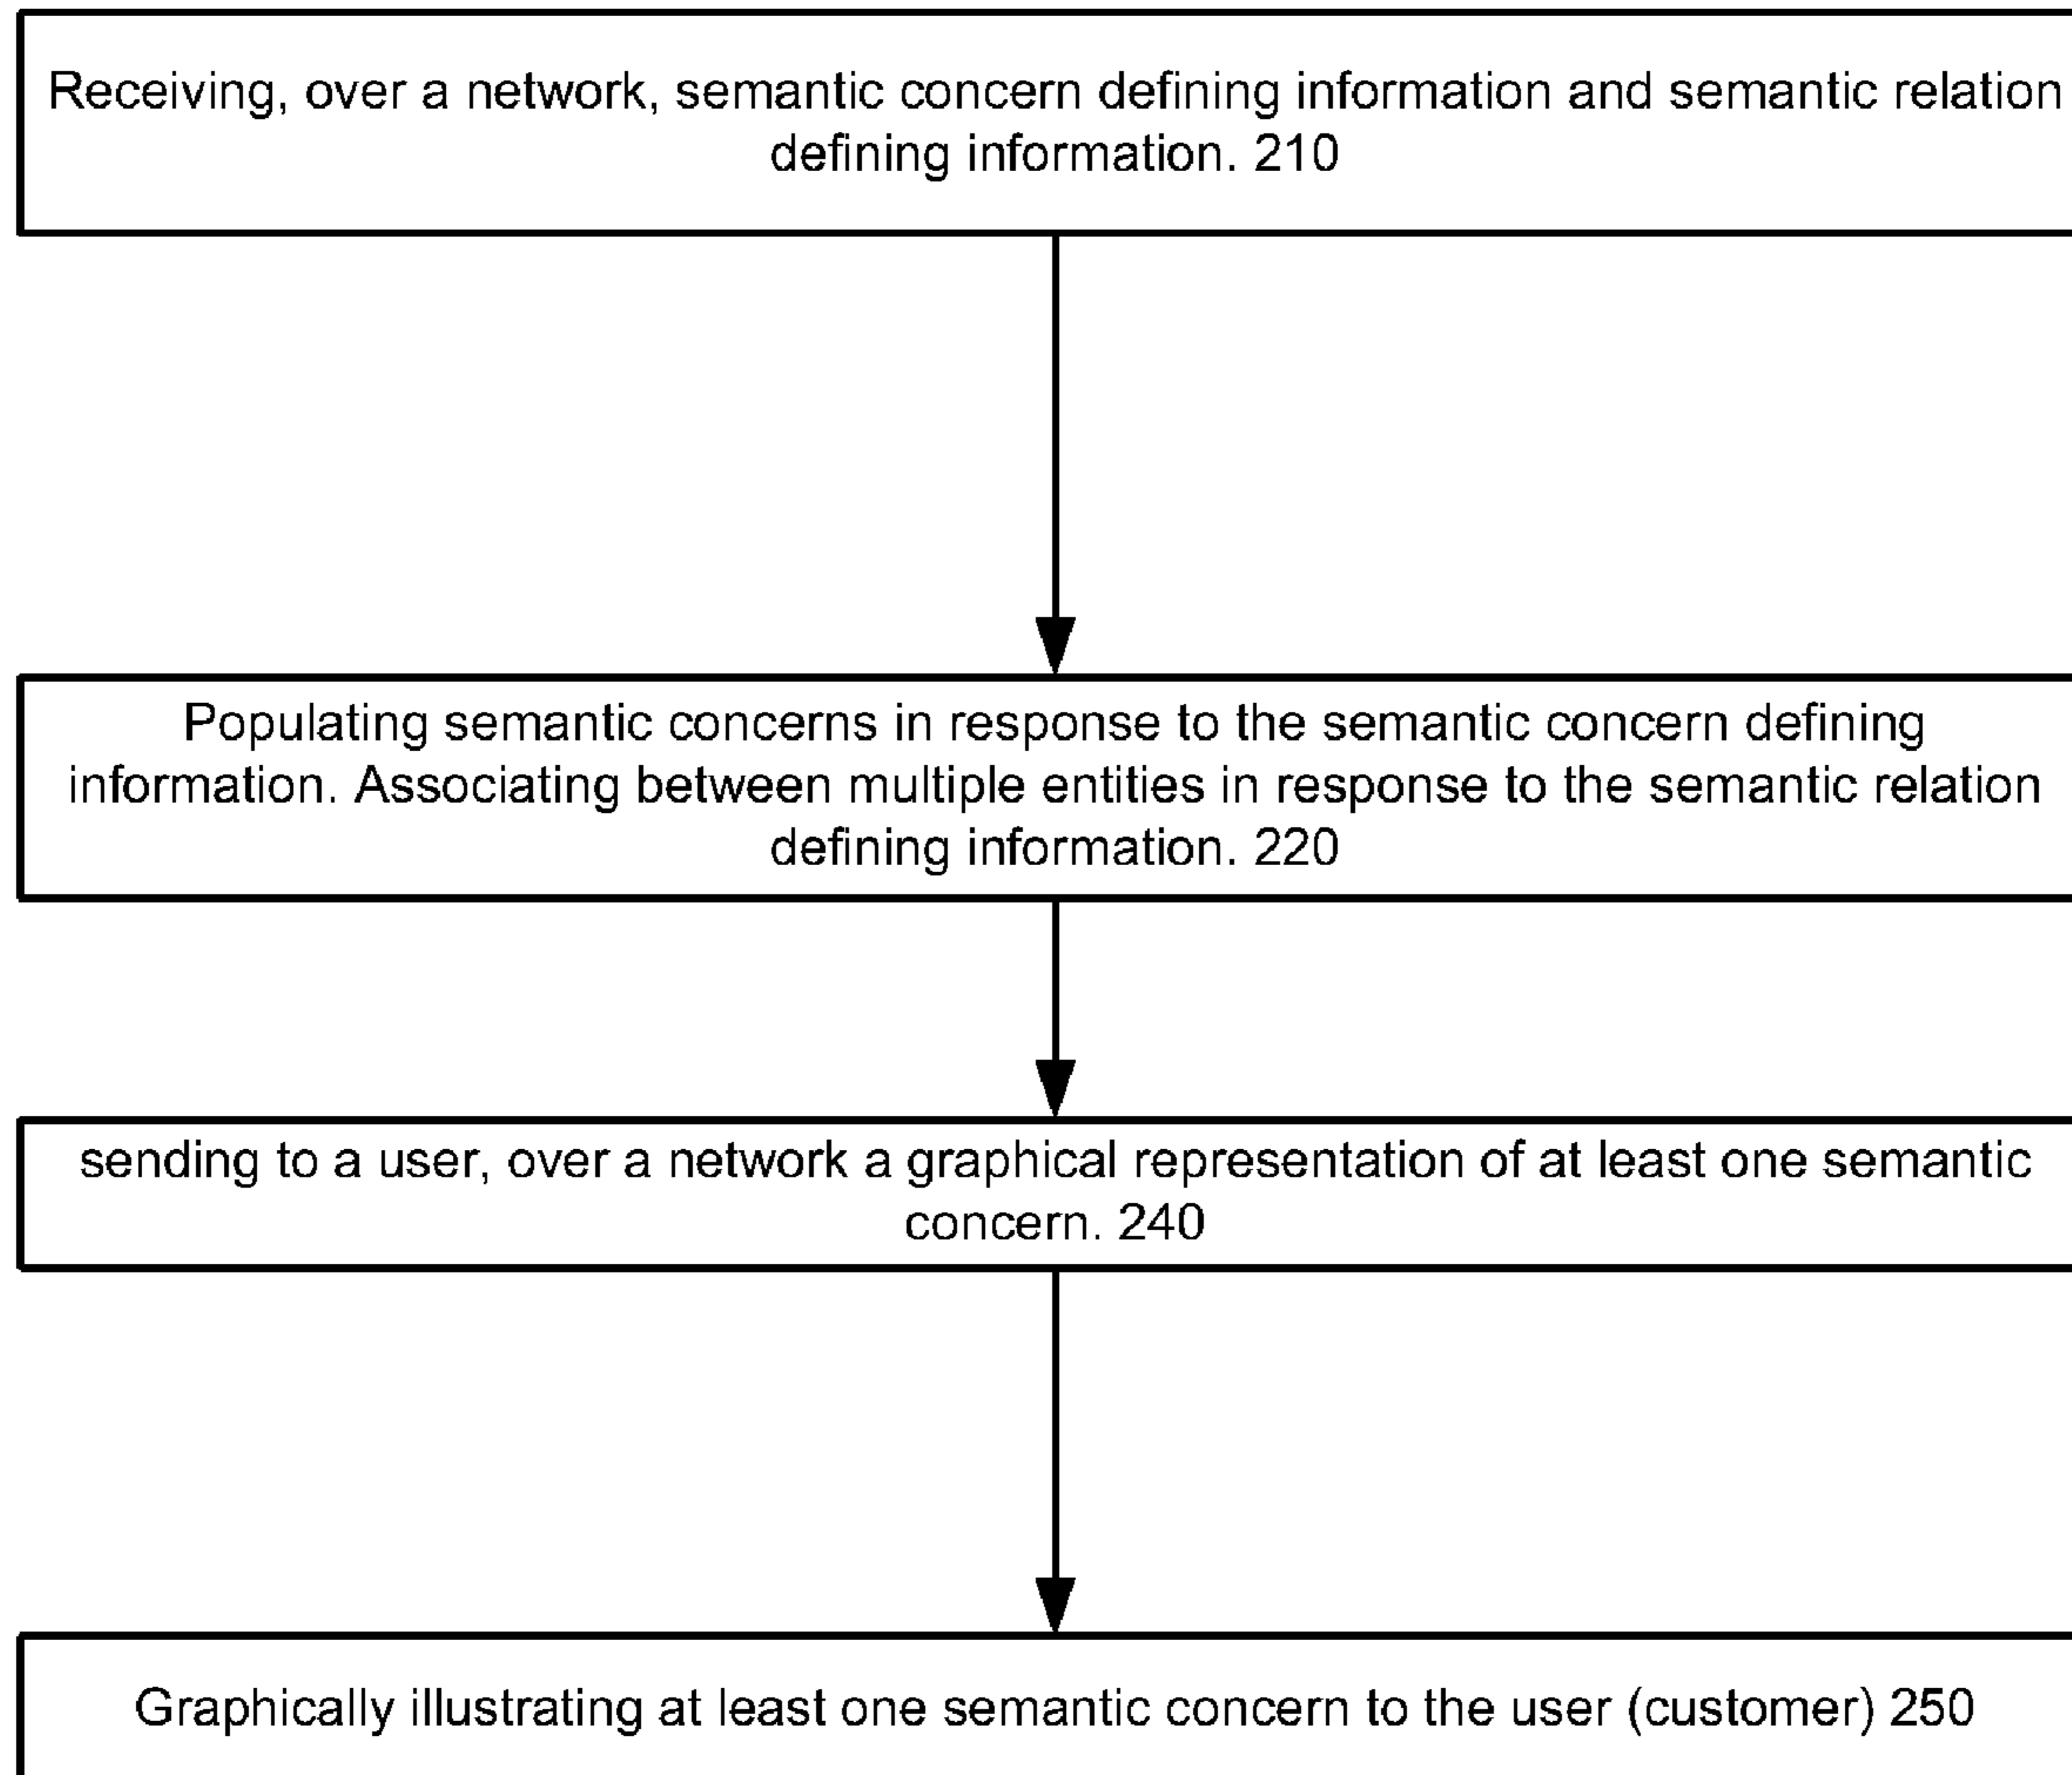 Receiving, over a network, semantic concern defining information and semantic relation
defining information. 210
Populating semantic concerns in response to the semantic concern defining
information. Associating between multiple entities in response to the semantic relation
defining information. 220
sending to a user, over a network a graphical representation of at least one semantic
concern. 240
Graphically illustrating at least one semantic concern to the user (customer) 250